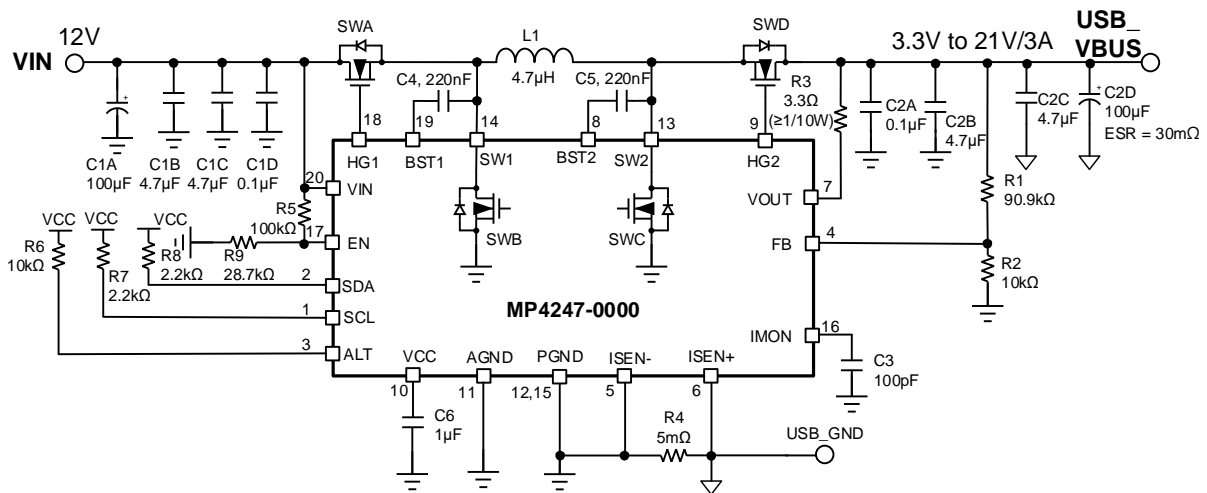 VIN
12V
SWA
L1
4.7µH
SWD
3.3V to 21V/3A
USB_
VBUS
C4, 220nF
C5, 220nF
R3
3.3Ω
(≥1/10W)
C1A
100µF
C1B
4.7µF
C1C
4.7µF
C1D
0.1µF
C2A
0.1µF
C2B
4.7µF
C2C
4.7µF
C2D
100µF
ESR = 30mΩ
18
19
14
8
13
9
HG1
BST1
SW1
BST2
SW2
HG2
20
VIN
VOUT
7
R1
90.9kΩ
VCC
VCC
VCC
R5
100kΩ
SWB
SWC
17
EN
FB
4
R6
10kΩ
R7
2.2kΩ
R8
2.2kΩ
R9
28.7kΩ
R2
10kΩ
2
SDA
1
SCL
3
ALT
MP4247-0000
IMON
16
C3
100pF
VCC
AGND
PGND
ISEN-
ISEN+
10
11
12,15
5
6
C6
1µF
R4
5mΩ
USB_GND